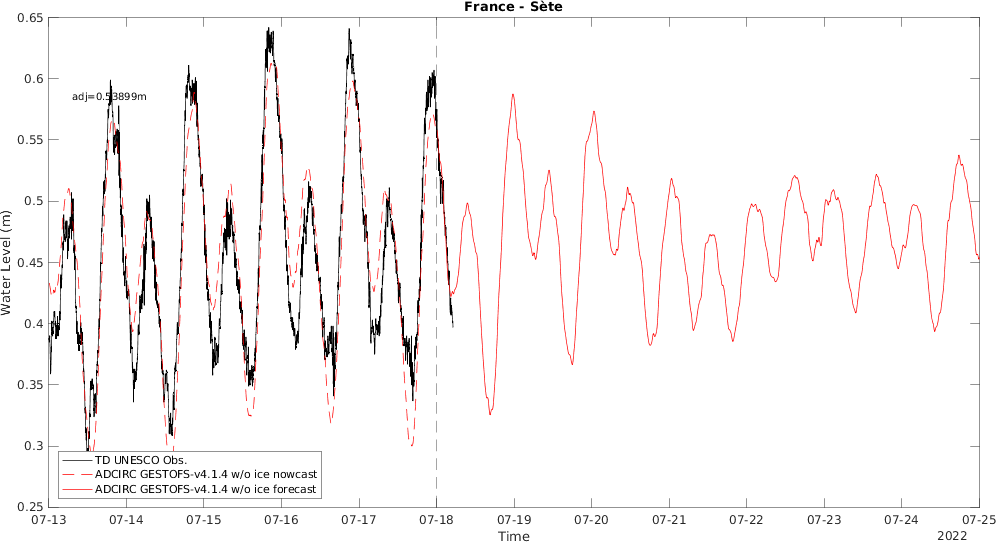 France - Sète
0.65
0.6
0.55
0.5
0.45
0.4
0.35
0.3
0.25
Water Level (m)
adj=0.53899m
TD UNESCO Obs.
ADCIRC GESTOFS-v4.1.4 w/o ice nowcast
ADCIRC GESTOFS-v4.1.4 w/o ice forecast
07-13 07-14 07-15 07-16 07-17 07-18 07-19 07-20 07-21 07-22 07-23 07-24 07-25
Time
2022